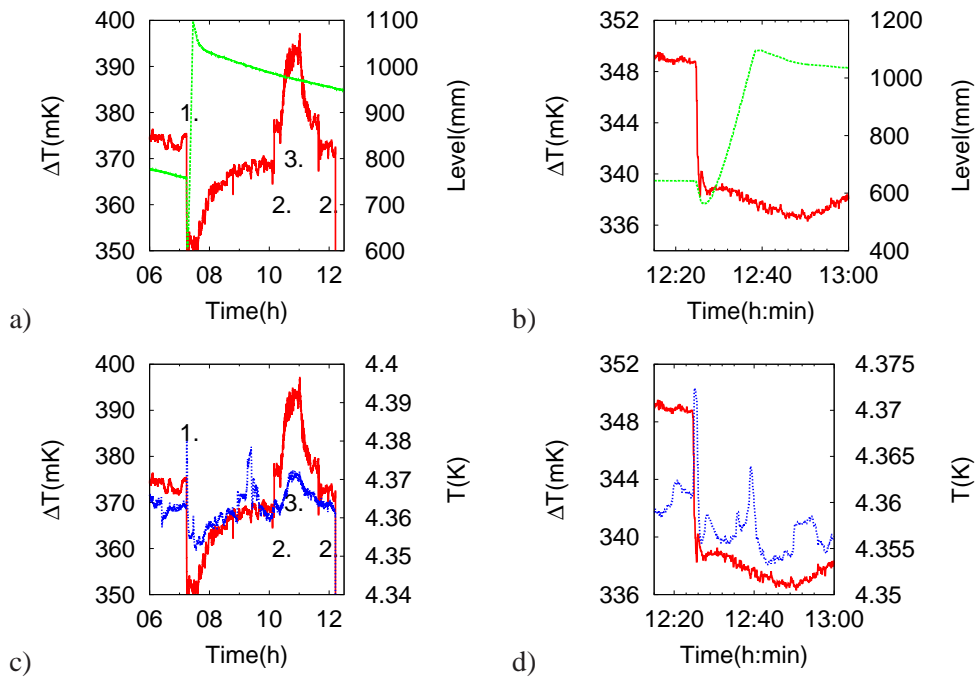 400
390
380
370
360
350
ΔT(mK)
1.
3.
2.
2.
1100
1000
900
800
700
600
Level(mm)
06 08 10 12
Time(h)
a)
352
348
344
340
336
ΔT(mK)
1200
1000
800
600
400
Level(mm)
12:20 12:40 13:00
Time(h:min)
b)
400
390
380
370
360
350
ΔT(mK)
1.
3.
2.
2.
4.4
4.39
4.38
4.37
4.36
4.35
4.34
T(K)
06 08 10 12
Time(h)
c)
352
348
344
340
336
ΔT(mK)
4.375
4.37
4.365
4.36
4.355
4.35
T(K)
12:20 12:40 13:00
Time(h:min)
d)